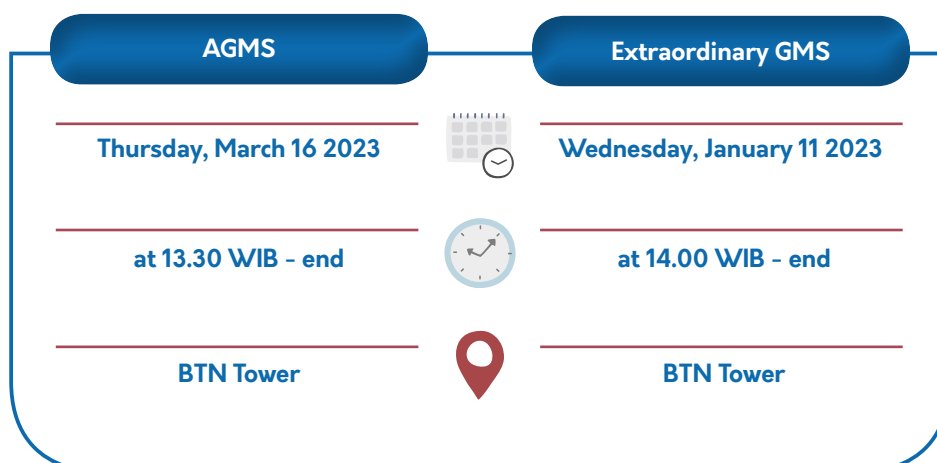 AGMS
Extraordinary GMS
Thursday, March 16 2023
Wednesday, January 11 2023
at 13.30 WIB - end
at 14.00 WIB - end
BTN Tower
BTN Tower